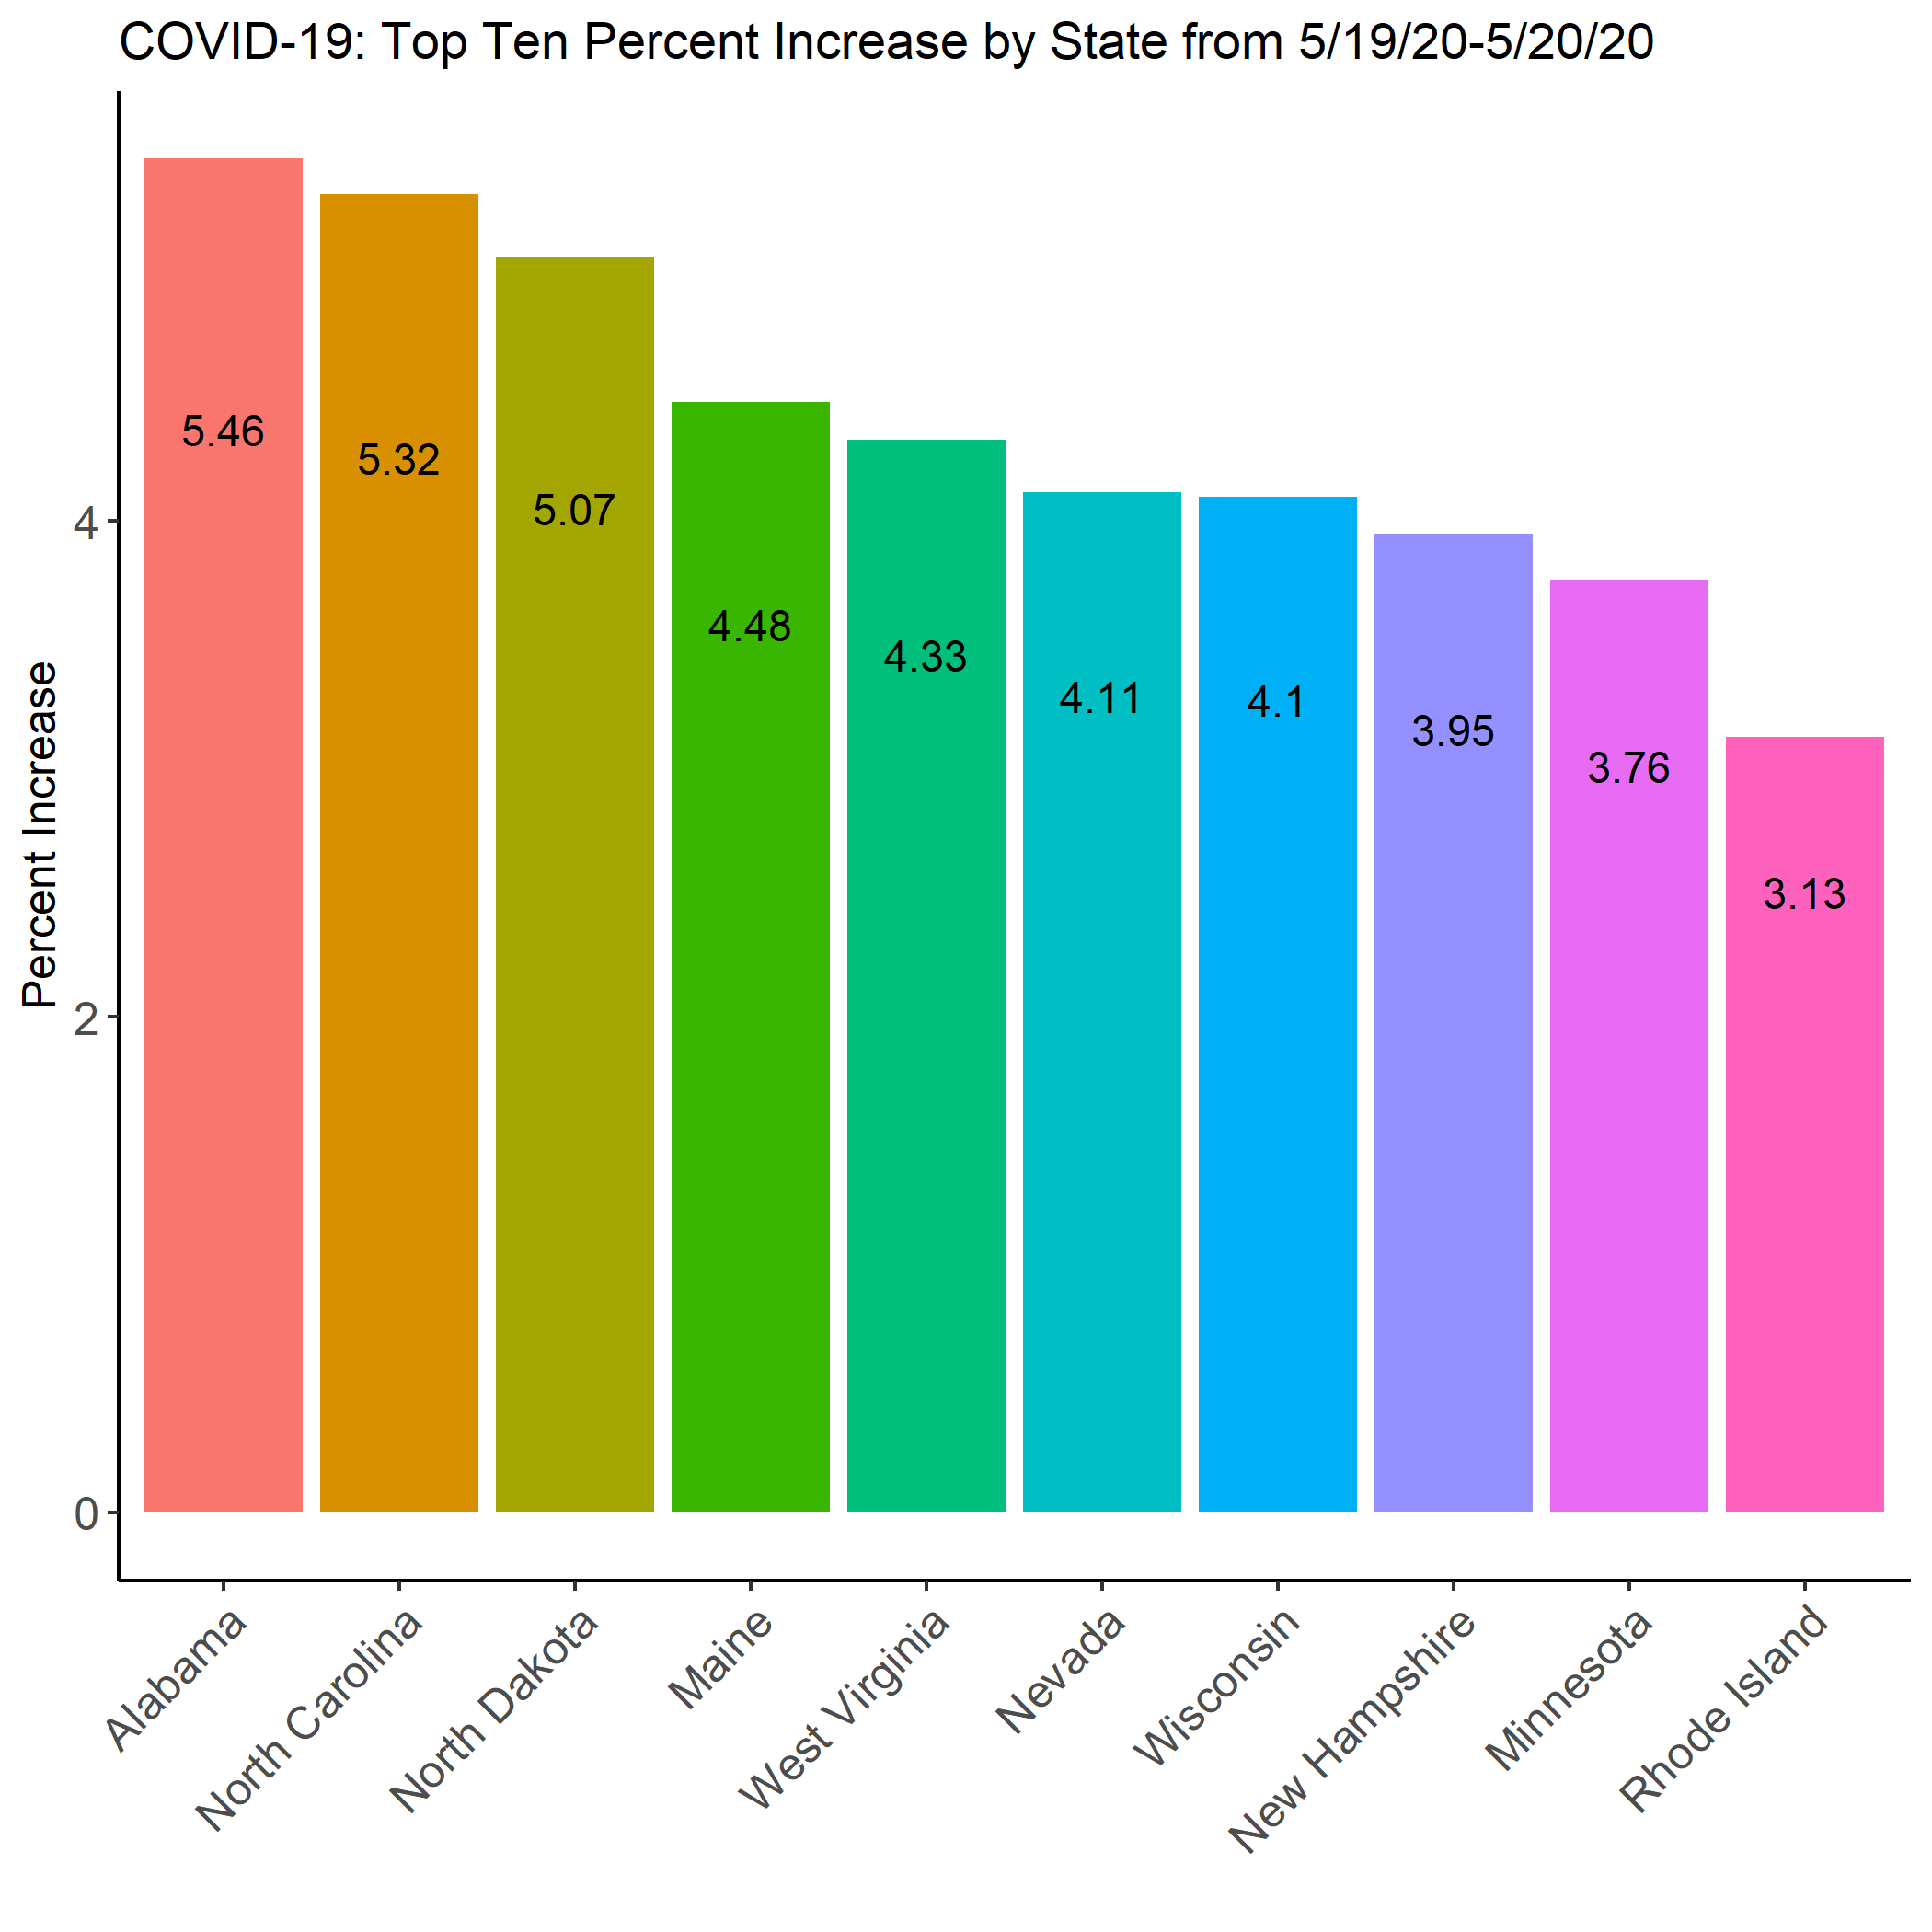 COVID-19: Top Ten Percent Increase by State from 5/19/20-5/20/20
Percent Increase
4
2
0
5.46
5.32
5.07
4.48
4.33
4.11
4.1
3.95
3.76
3.13
Alabama
North Carolina
North Dakota
Maine
West Virginia
Nevada
Wisconsin
New Hampshire
Minnesota
Rhode Island